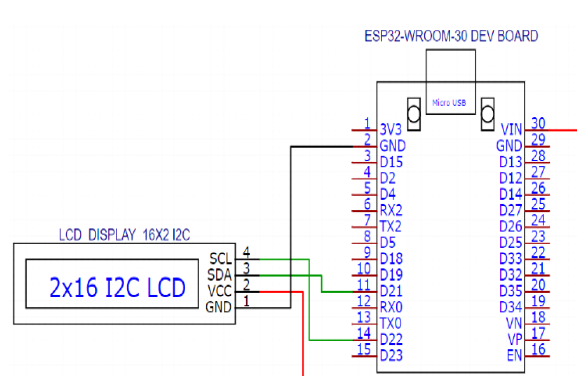 ESP32-WROOM-30 DEV BOARD
Micro USB
1 3V3 VIN 30
2 GND GND 29
3 D15 D13 28
4 D2 D12 27
5 D4 D14 26
6 RX2 D27 25
7 TX2 D26 24
8 D5 D25 23
9 D18 D33 22
10 D19 D32 21
11 D21 D35 20
12 RX0 D34 19
13 TX0 VN 18
14 D22 VP 17
15 D23 EN 16
LCD DISPLAY 16X2 I2C
2x16 I2C LCD
SCL 4
SDA 3
VCC 2
GND 1